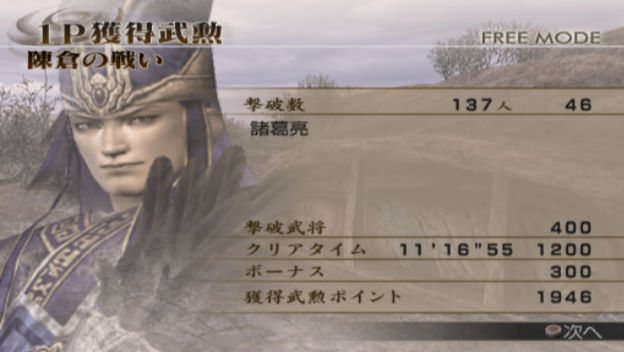 1P獲得武勲
FREE MODE
陳倉の戦い
撃破数 137人 46
諸葛亮
撃破武将 400
クリアタイム 11'16"55 1200
ボーナス 300
獲得武勲ポイント 1946
次へ